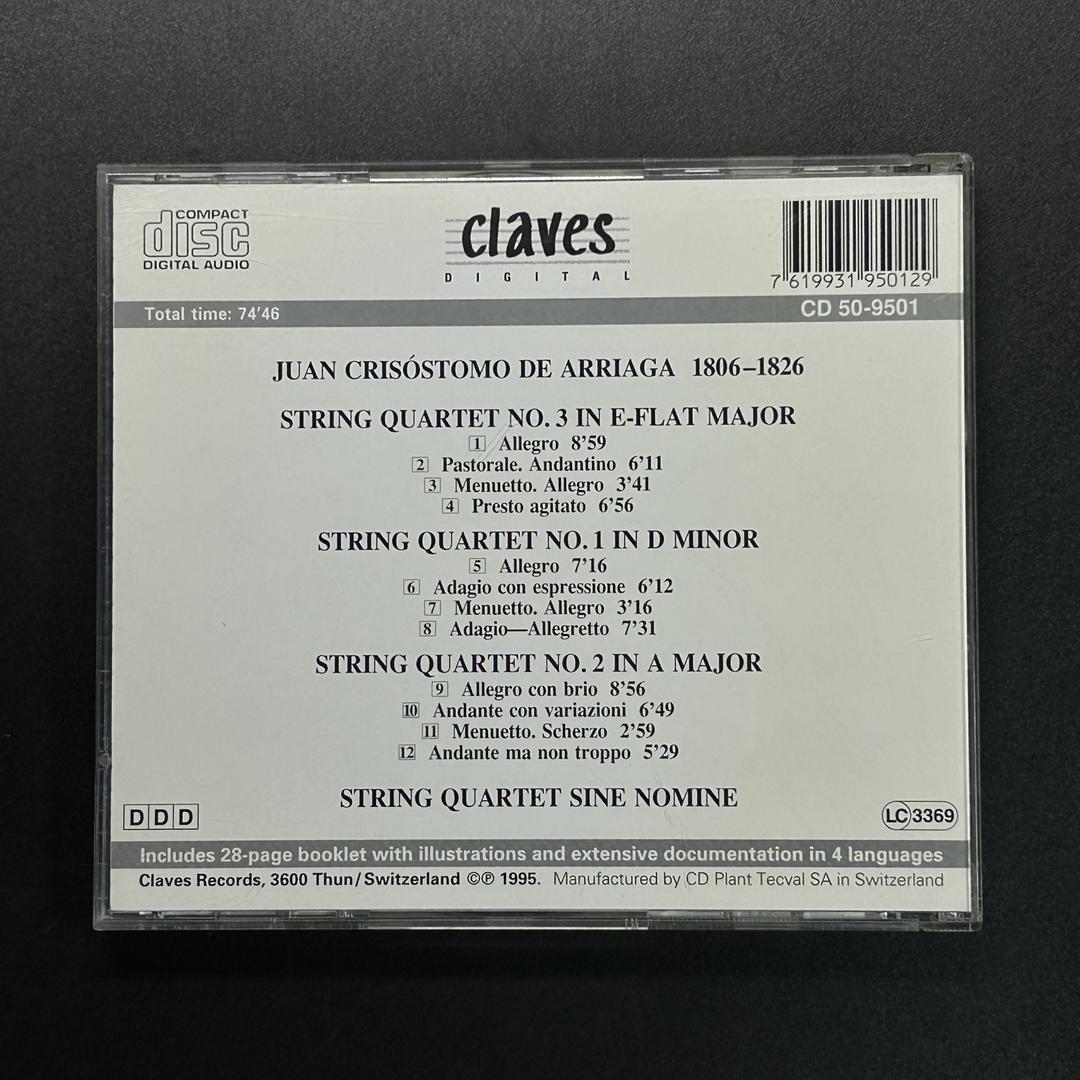 COMPACT
disc
DIGITAL AUDIO
claves
DIGITAL
7 619931 950129
Total time: 74'46
CD 50-9501
JUAN CRISÓSTOMO DE ARRIAGA 1806–1826
STRING QUARTET NO. 3 IN E-FLAT MAJOR
1 Allegro 8’59
2 Pastorale. Andantino 6’11
3 Menuetto. Allegro 3’41
4 Presto agitato 6’56
STRING QUARTET NO. 1 IN D MINOR
5 Allegro 7’16
6 Adagio con espressione 6’12
7 Menuetto. Allegro 3’16
8 Adagio—Allegretto 7’31
STRING QUARTET NO. 2 IN A MAJOR
9 Allegro con brio 8’56
10 Andante con variazioni 6’49
11 Menuetto. Scherzo 2’59
12 Andante ma non troppo 5’29
STRING QUARTET SINE NOMINE
DDD
LC 3369
Includes 28-page booklet with illustrations and extensive documentation in 4 languages
Claves Records, 3600 Thun/Switzerland ©℗ 1995. Manufactured by CD Plant Tecval SA in Switzerland